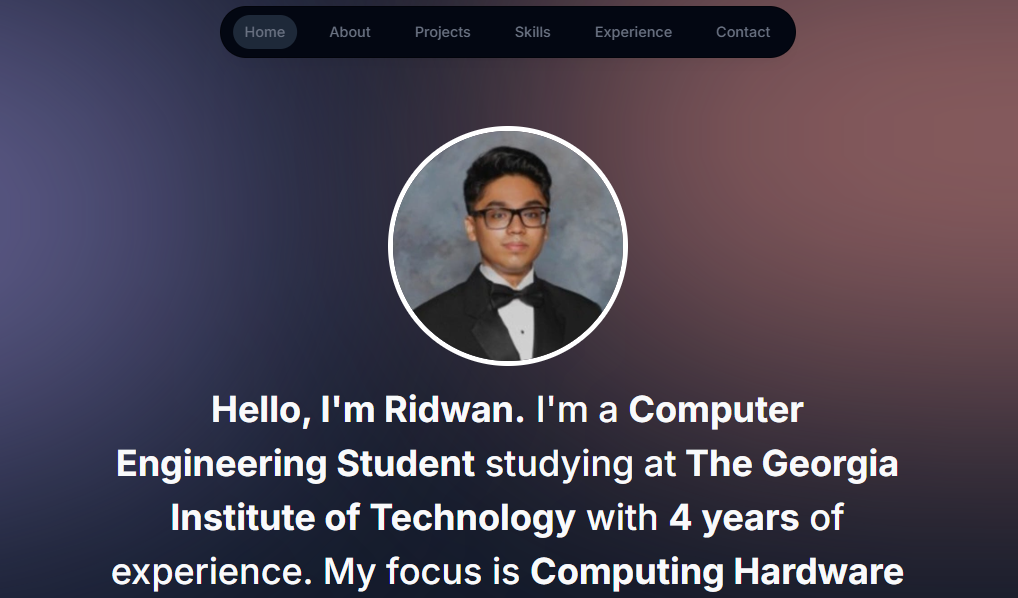 Home About Projects Skills Experience Contact
Hello, I'm Ridwan. I'm a Computer
Engineering Student studying at The Georgia
Institute of Technology with 4 years of
experience. My focus is Computing Hardware